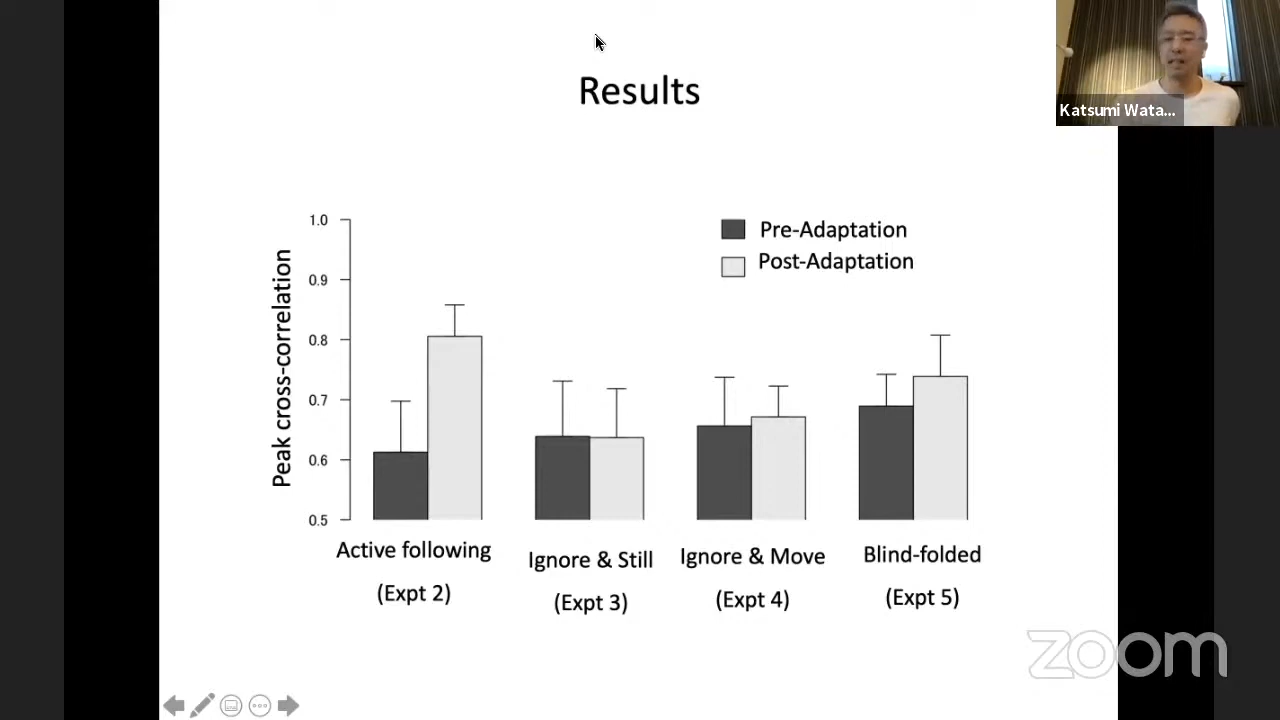 Results
Katsumi Wata...
Pre-Adaptation
Post-Adaptation
Peak cross-correlation
1.0
0.9
0.8
0.7
0.6
0.5
Active following
(Expt 2)
Ignore & Still
(Expt 3)
Ignore & Move
(Expt 4)
Blind-folded
(Expt 5)
zoom